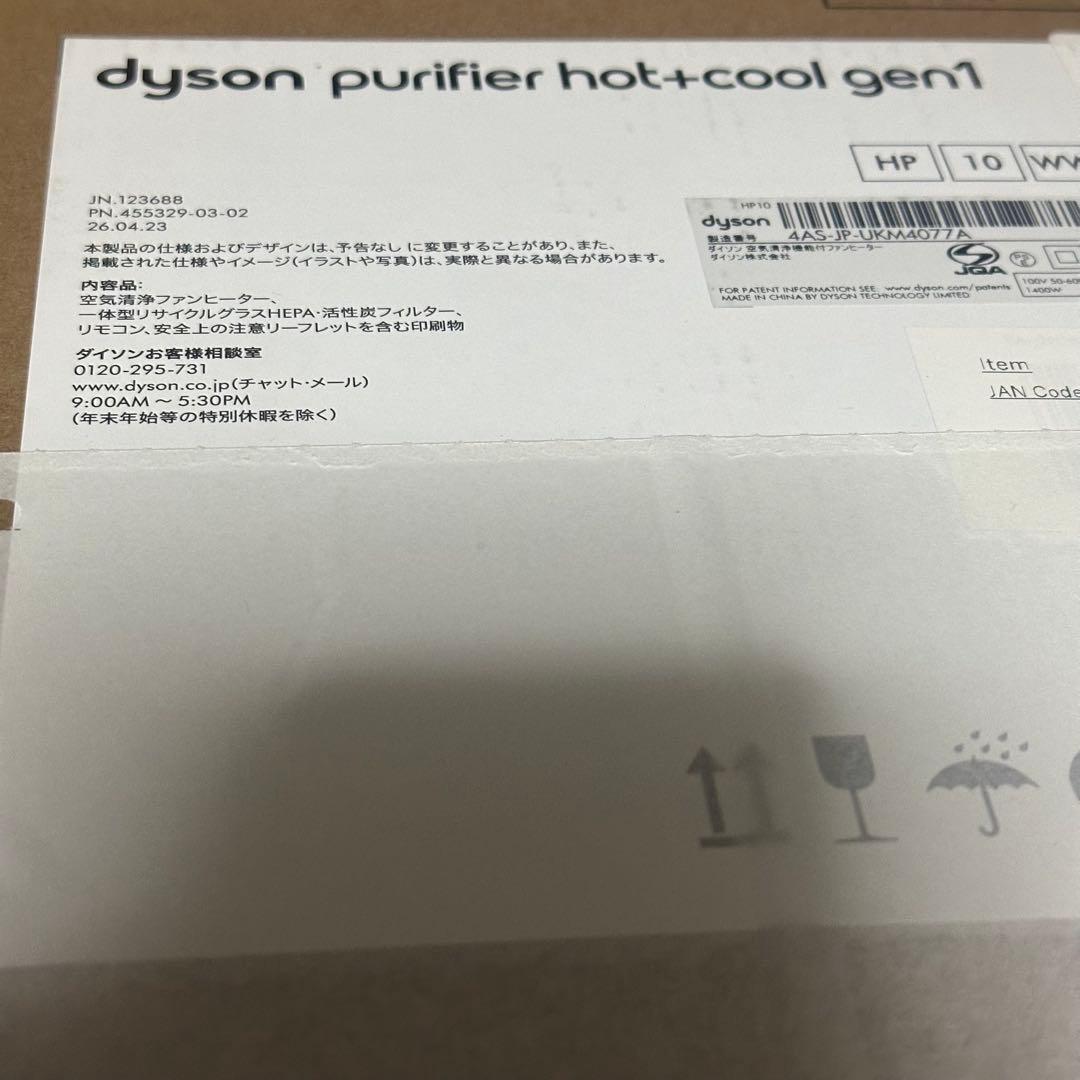 dyson purifier hot+cool gen1
HP 10 WW
JN.123688
PN.455329-03-02
26.04.23
本製品の仕様およびデザインは、予告なしに変更することがあり、また、
掲載された仕様やイメージ(イラストや写真)は、実際と異なる場合があります。
内容品:
空気清浄ファンヒーター、
一体型リサイクルグラスHEPA・活性炭フィルター、
リモコン、安全上の注意リーフレットを含む印刷物
ダイソンお客様相談室
0120-295-731
www.dyson.co.jp(チャット・メール)
9:00AM ～ 5:30PM
(年末年始等の特別休暇を除く)
HP10
dyson
製造番号 4AS-JP-UKM4077A
ダイソン 空気清浄機能付ファンヒーター
ダイソン株式会社
JQA
PS E
100V 50-60
1400W
FOR PATENT INFORMATION SEE: www.dyson.com/patents
MADE IN CHINA BY DYSON TECHNOLOGY LIMITED
Item
JAN Code